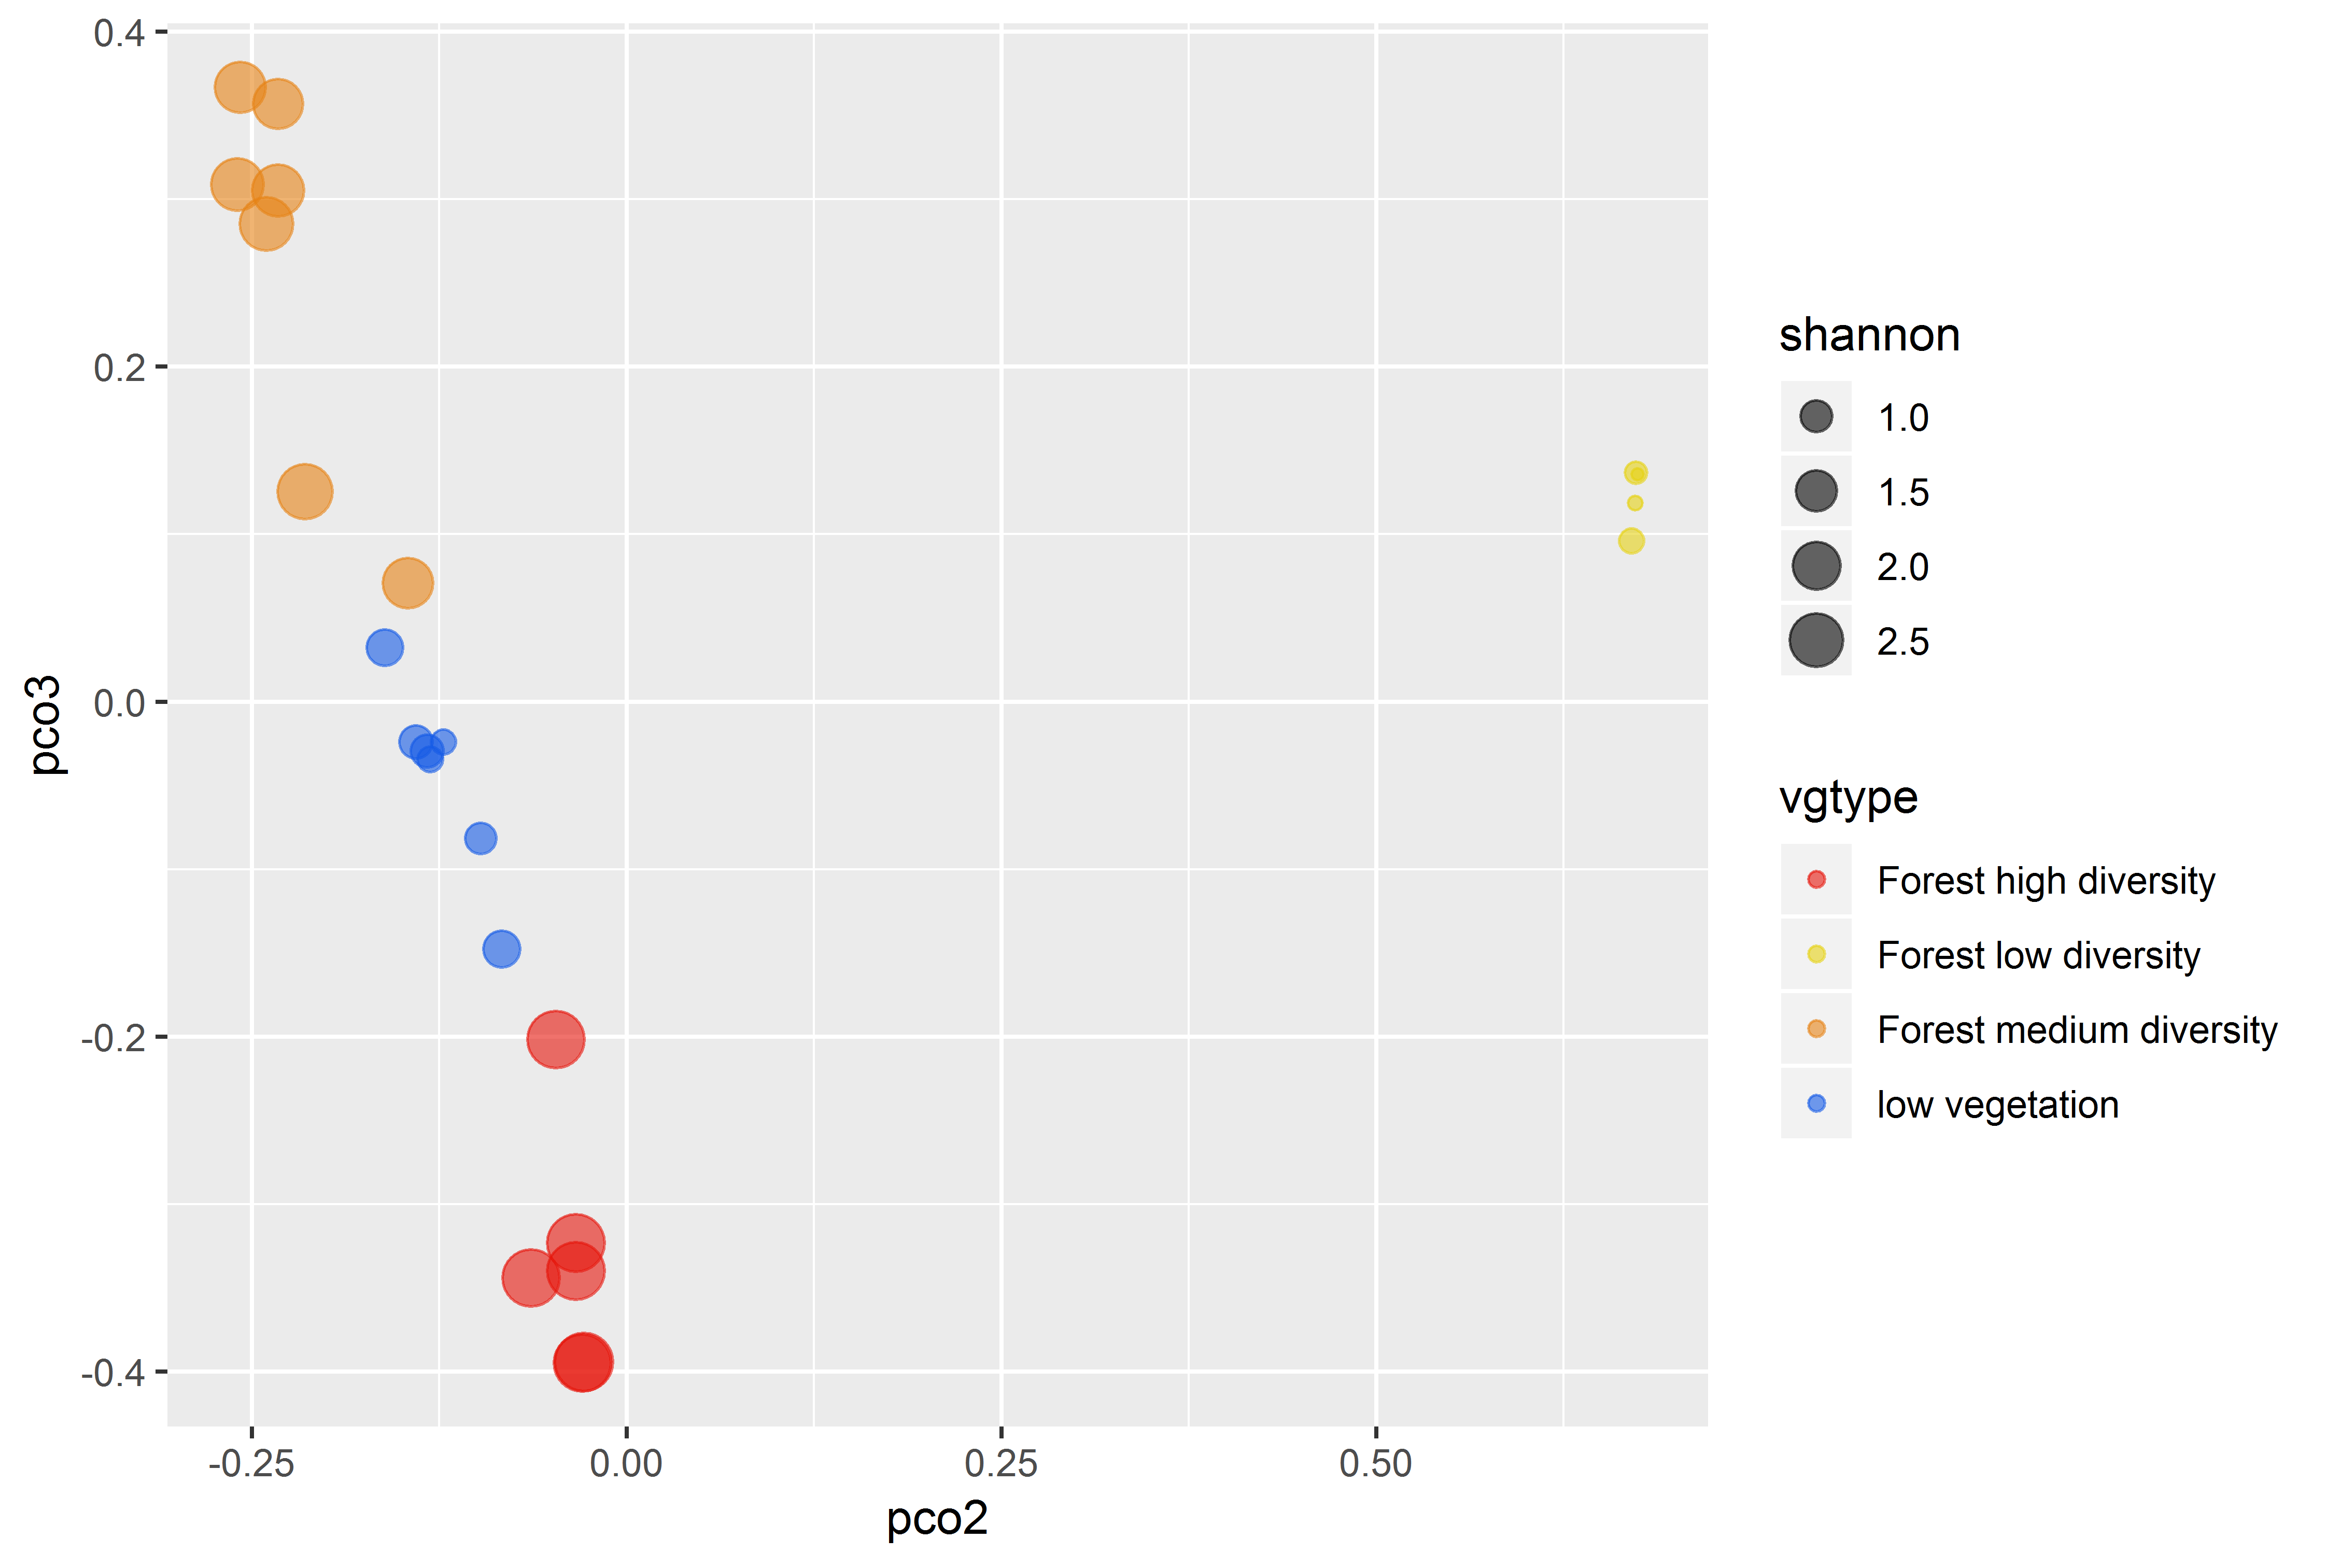 0.4
0.2
0.0
-0.2
-0.4
pco3
-0.25
0.00
0.25
0.50
pco2
shannon
1.0
1.5
2.0
2.5
vgtype
Forest high diversity
Forest low diversity
Forest medium diversity
low vegetation